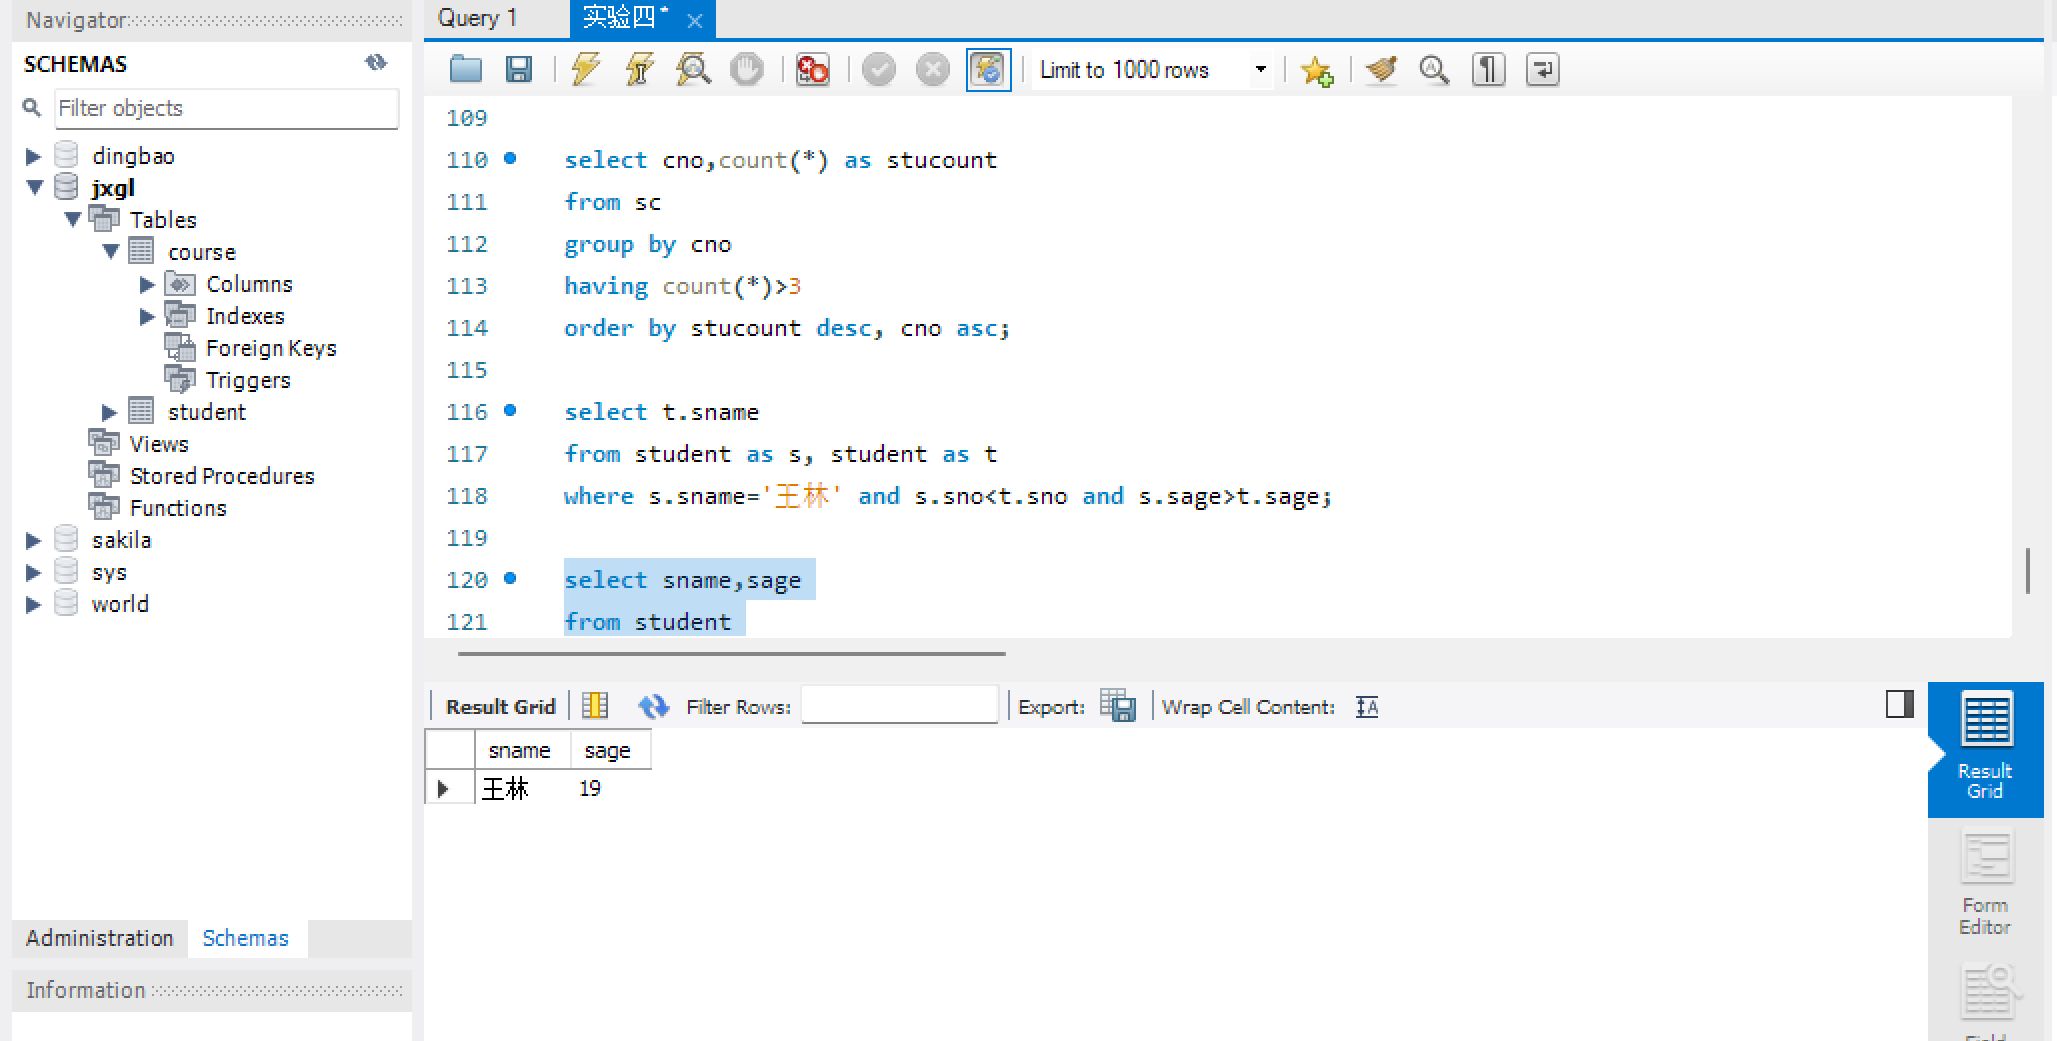 Navigator
SCHEMAS
Filter objects
dingbao
jxgl
Tables
course
Columns
Indexes
Foreign Keys
Triggers
student
Views
Stored Procedures
Functions
sakila
sys
world
Administration Schemas
Information
Query 1 实验四*
Limit to 1000 rows
109
110 select cno,count(*) as stucount
111 from sc
112 group by cno
113 having count(*)>3
114 order by stucount desc, cno asc;
115
116 select t.sname
117 from student as s, student as t
118 where s.sname='王林' and s.sno<t.sno and s.sage>t.sage;
119
120 select sname,sage
121 from student
Result Grid Filter Rows: Export: Wrap Cell Content:
sname sage
王林 19
Result
Grid
Form
Editor
Field